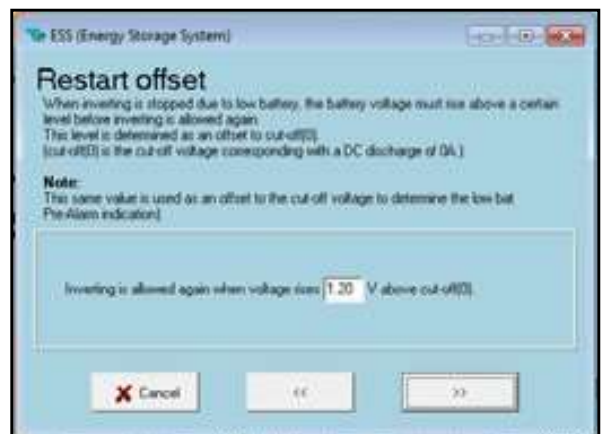 ESS (Energy Storage System)
Restart offset
When inverting is stopped due to low battery, the battery voltage must rise above a certain
level before inverting is allowed again.
This level is determined as an offset to cut-off(0).
(cut-off(0) is the cut-off voltage corresponding with a DC discharge of 0A.)
Note:
This same value is used as an offset to the cut-off voltage to determine the low bat
Pre-Alarm indication)
Inverting is allowed again when voltage rises 1.20 V above cut-off(0).
Cancel << >>